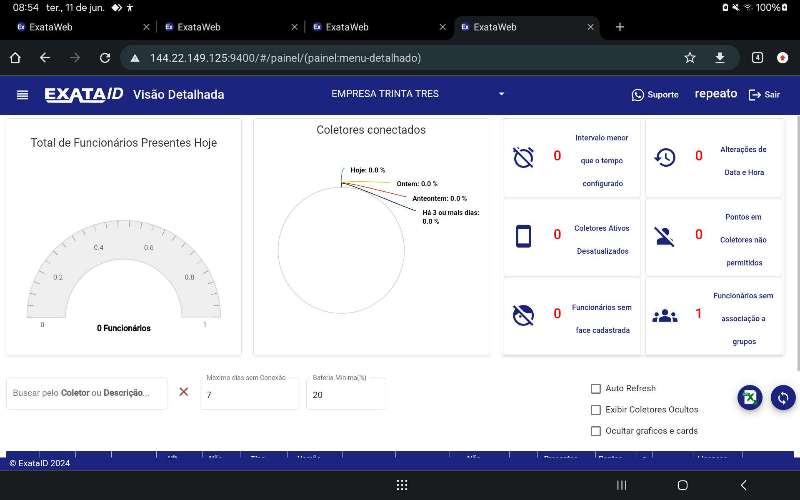 08:54 ter., 11 de jun.
100%
ExataWeb
ExataWeb
ExataWeb
ExataWeb
144.22.149.125:9400/#/painel/(painel:menu-detalhado)
4
EXATAID Visão Detalhada
EMPRESA TRINTA TRES
Suporte
repeato
Sair
Total de Funcionários Presentes Hoje
0
0.2
0.4
0.6
0.8
1
0 Funcionários
Coletores conectados
Hoje: 0.0 %
Ontem: 0.0 %
Anteontem: 0.0 %
Há 3 ou mais dias:
0.0 %
0
Intervalo menor
que o tempo
configurado
0
Alterações de
Data e Hora
0
Coletores Ativos
Desatualizados
0
Pontos em
Coletores não
permitidos
0
Funcionários sem
face cadastrada
1
Funcionários sem
associação a
grupos
Buscar pelo Coletor ou Descrição...
Máximo dias sem Conexão
7
Bateria Mínima(%)
20
Auto Refresh
Exibir Coletores Ocultos
Ocultar graficos e cards
© ExataID 2024